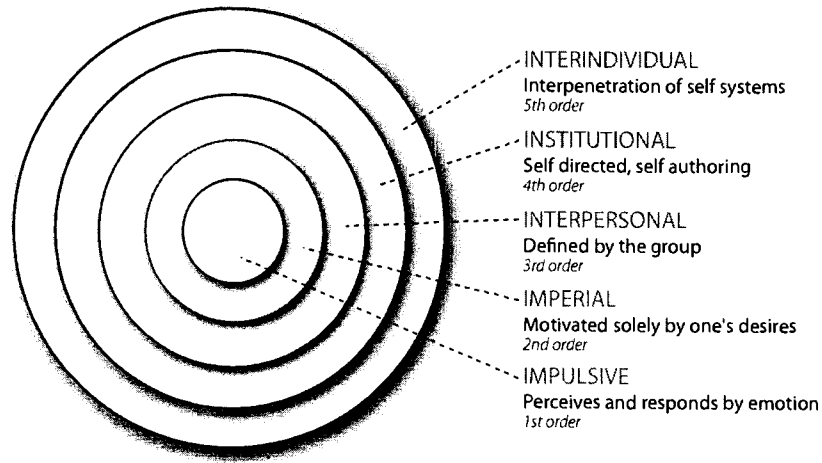 INTERINDIVIDUAL
Interpenetration of self systems
5th order
INSTITUTIONAL
Self directed, self authoring
4th order
INTERPERSONAL
Defined by the group
3rd order
IMPERIAL
Motivated solely by one's desires
2nd order
IMPULSIVE
Perceives and responds by emotion
1st order